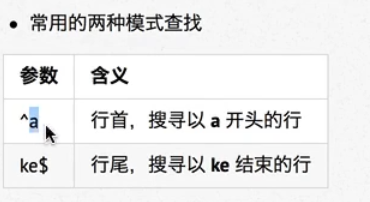 • 常用的两种模式查找
参数 含义
^a 行首，搜寻以 a 开头的行
ke$ 行尾，搜寻以 ke 结束的行